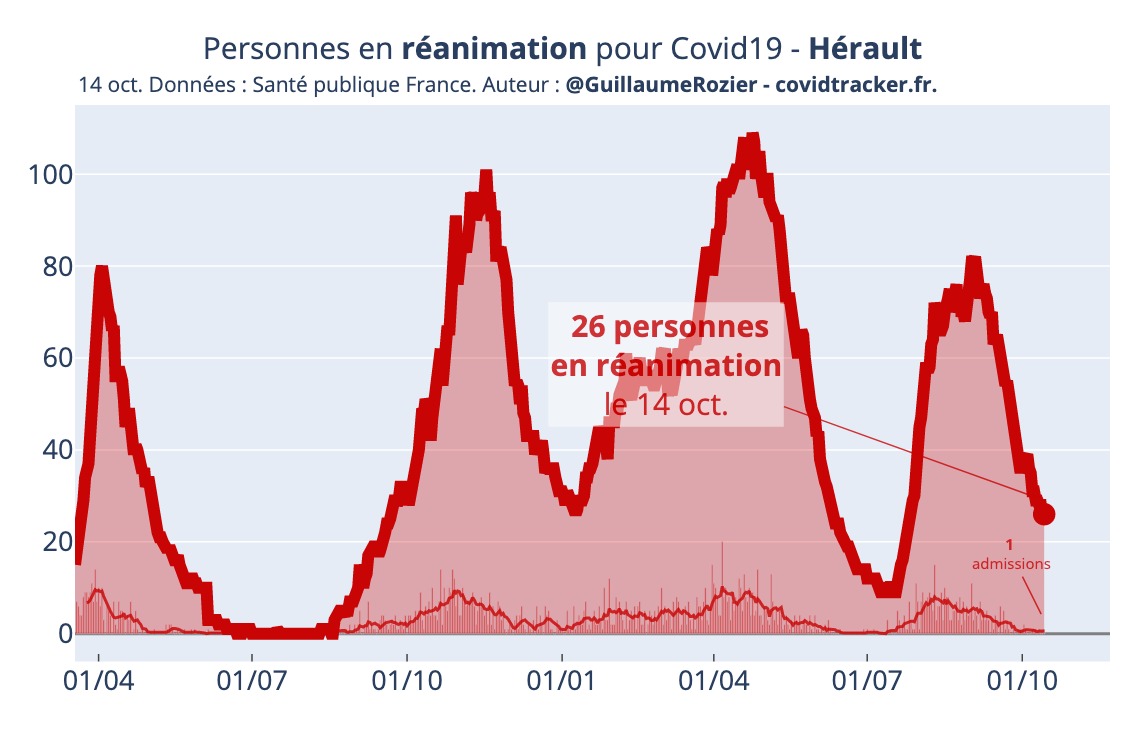 Personnes en réanimation pour Covid19 - Hérault
14 oct. Données : Santé publique France. Auteur : @GuillaumeRozier - covidtracker.fr.
100
80
60
40
20
0
26 personnes
en réanimation
le 14 oct.
1
admissions
01/04
01/07
01/10
01/01
01/04
01/07
01/10